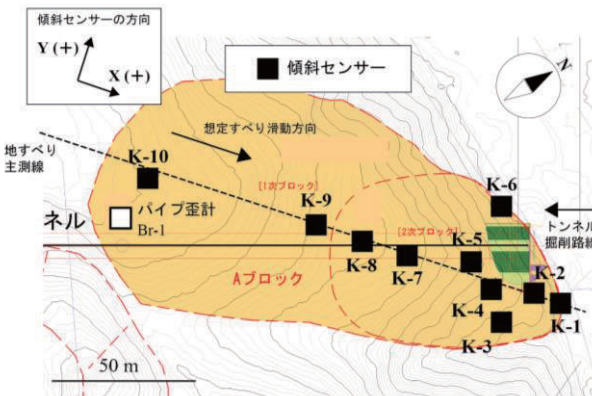 傾斜センサーの方向
Y (+)
X (+)
傾斜センサー
N
想定すべり滑動方向
地すべり
主測線
K-10
[1次ブロック]
K-9
K-6
ネル
パイプ歪計
Br-1
[2次ブロック]
トンネル
掘削路線
K-8
K-7
K-5
K-2
Aブロック
K-4
K-1
K-3
50 m